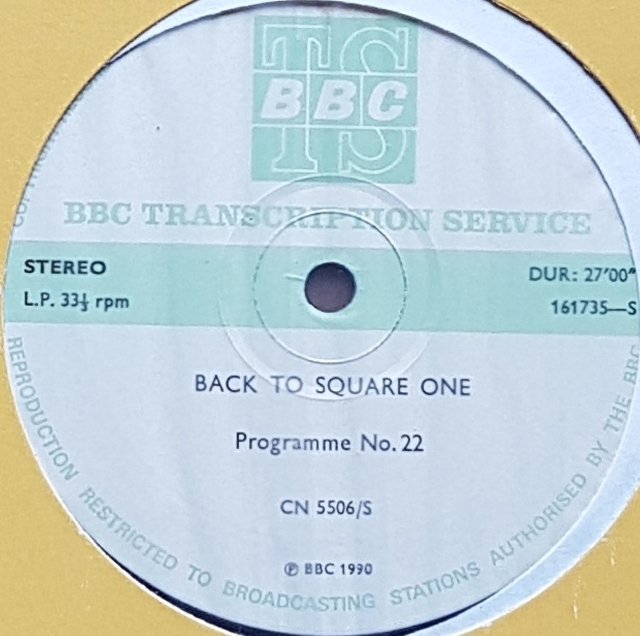 TS
BBC
TS
BBC TRANSCRIPTION SERVICE
STEREO
L.P. 33⅓ rpm
DUR: 27'00"
161735—S
BACK TO SQUARE ONE
Programme No. 22
CN 5506/S
℗ BBC 1990
REPRODUCTION RESTRICTED TO BROADCASTING STATIONS AUTHORISED BY THE BBC